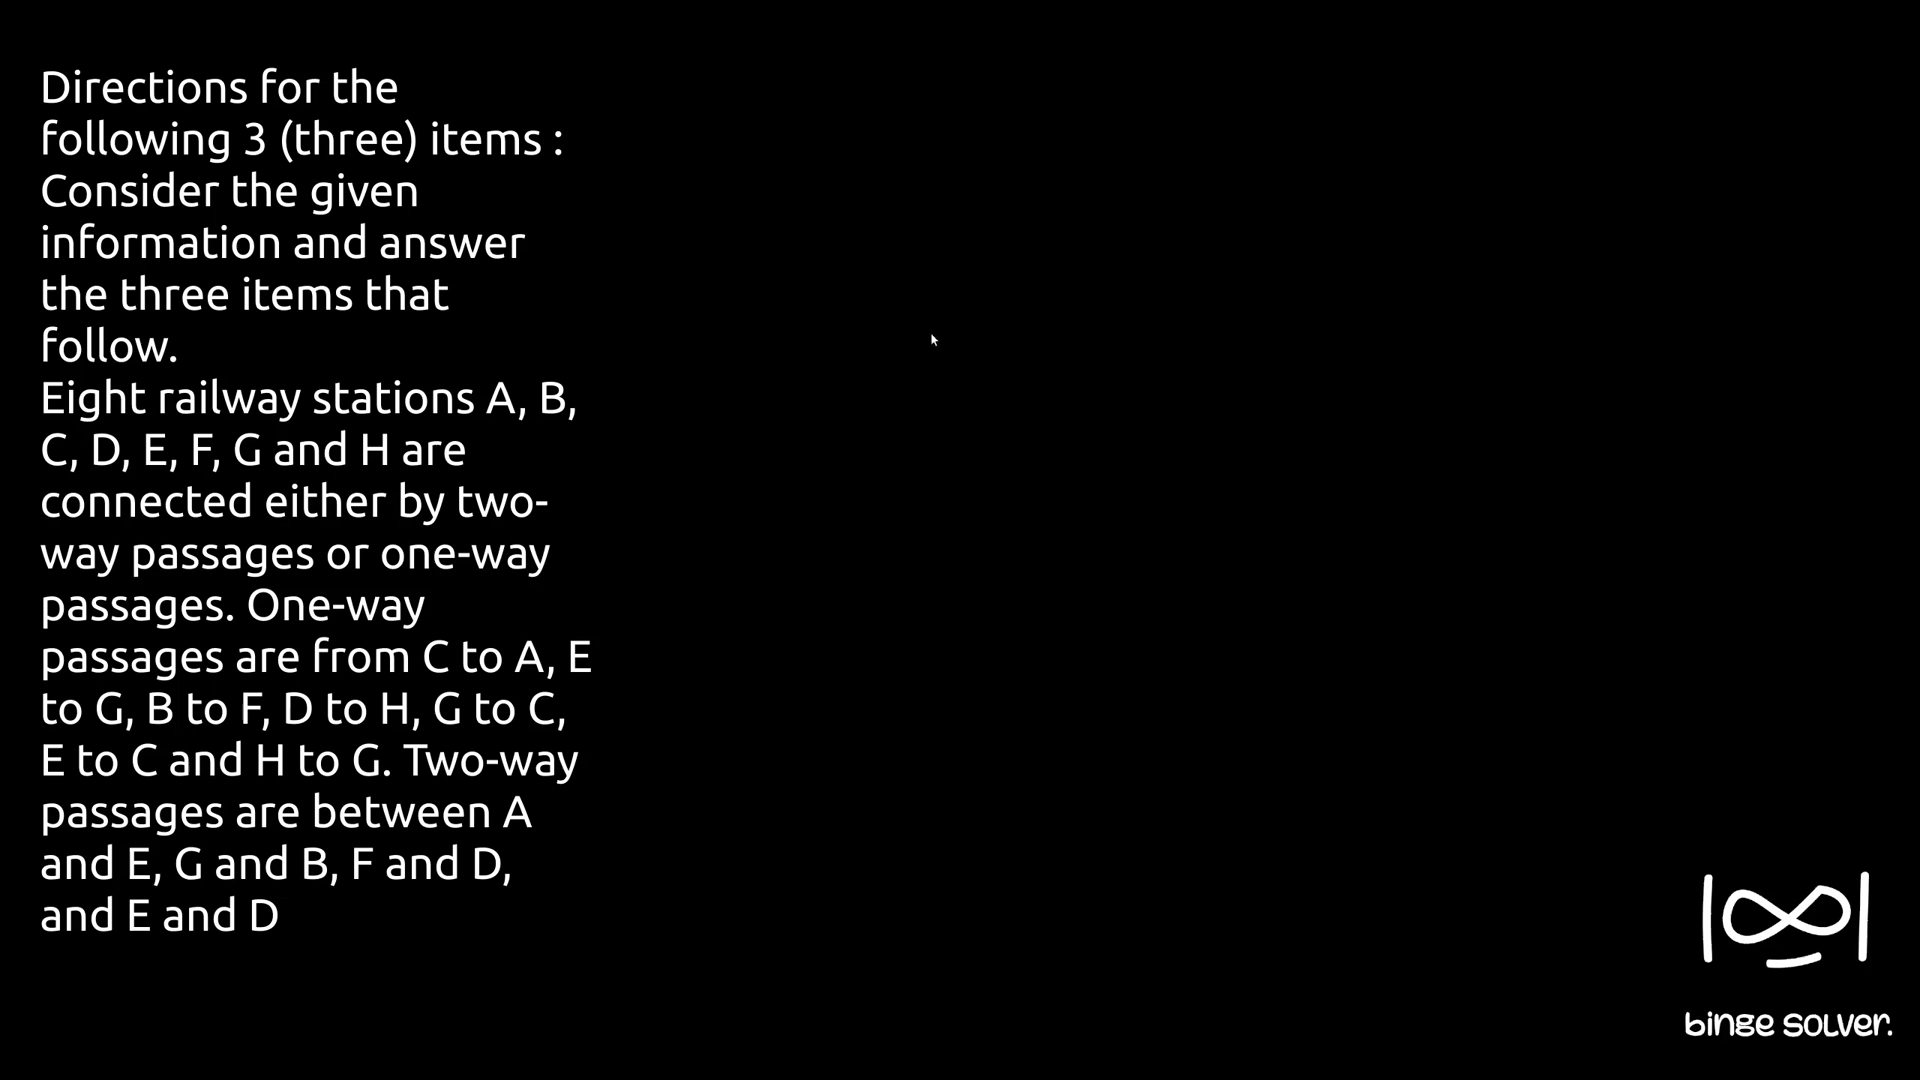 Directions for the
following 3 (three) items :
Consider the given
information and answer
the three items that
follow.
Eight railway stations A, B,
C, D, E, F, G and H are
connected either by two-
way passages or one-way
passages. One-way
passages are from C to A, E
to G, B to F, D to H, G to C,
E to C and H to G. Two-way
passages are between A
and E, G and B, F and D,
and E and D
binge solver.